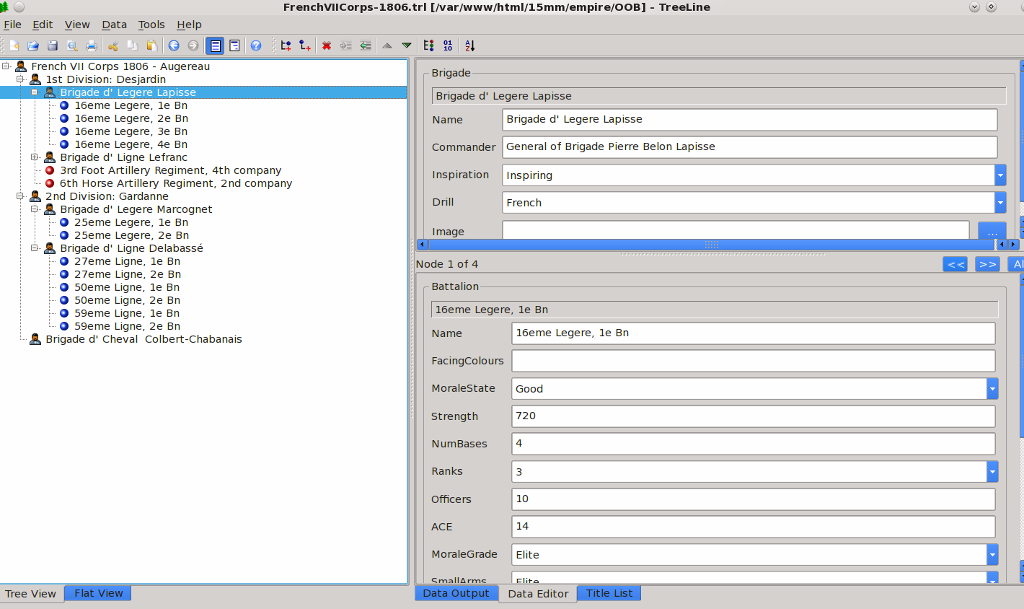 FrenchVIICorps-1806.trl [/var/www/html/15mm/empire/OOB] - TreeLine
File Edit View Data Tools Help
French VII Corps 1806 - Augereau
1st Division: Desjardin
Brigade d' Legere Lapisse
16eme Legere, 1e Bn
16eme Legere, 2e Bn
16eme Legere, 3e Bn
16eme Legere, 4e Bn
Brigade d' Ligne Lefranc
3rd Foot Artillery Regiment, 4th company
6th Horse Artillery Regiment, 2nd company
2nd Division: Gardanne
Brigade d' Legere Marcognet
25eme Legere, 1e Bn
25eme Legere, 2e Bn
Brigade d' Ligne Delabassé
27eme Ligne, 1e Bn
27eme Ligne, 2e Bn
50eme Ligne, 1e Bn
50eme Ligne, 2e Bn
59eme Ligne, 1e Bn
59eme Ligne, 2e Bn
Brigade d' Cheval  Colbert-Chabanais
Tree View Flat View
Brigade
Brigade d' Legere Lapisse
Name Brigade d' Legere Lapisse
Commander General of Brigade Pierre Belon Lapisse
Inspiration Inspiring
Drill French
Image ...
Node 1 of 4 << >> Al
Battalion
16eme Legere, 1e Bn
Name 16eme Legere, 1e Bn
FacingColours
MoraleState Good
Strength 720
NumBases 4
Ranks 3
Officers 10
ACE 14
MoraleGrade Elite
SmallArms Elite
Data Output Data Editor Title List